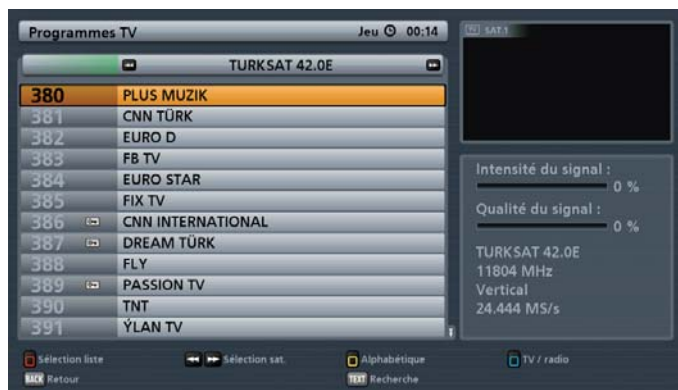 Programmes TV Jeu 00:14
TURKSAT 42.0E
380 PLUS MUZIK
381 CNN TÜRK
382 EURO D
383 FB TV
384 EURO STAR
385 FIX TV
386 CNN INTERNATIONAL
387 DREAM TÜRK
388 FLY
389 PASSION TV
390 TNT
391 ÝLAN TV
TV SAT.1
Intensité du signal :
0 %
Qualité du signal :
0 %
TURKSAT 42.0E
11804 MHz
Vertical
24.444 MS/s
Sélection liste Sélection sat. Alphabétique TV / radio
BACK Retour TEXT Recherche